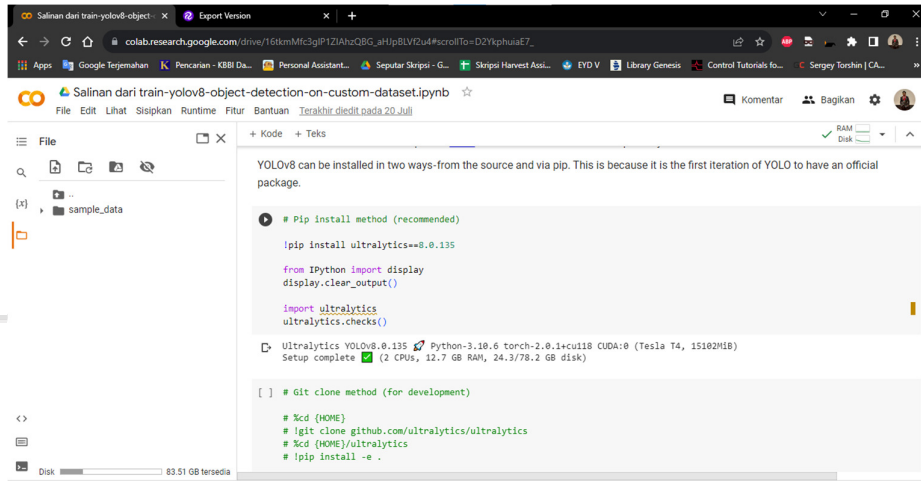 Salinan dari train-yolov8-object-d
Export Version
colab.research.google.com/drive/16tkmMfc3gIP1ZIAhzQBG_aHJpBLVf2u4#scrollTo=D2YkphuiaE7_
Apps
Google Terjemahan
Pencarian - KBBI Da...
Personal Assistant...
Seputar Skripsi - G...
Skripsi Harvest Assi...
EYD V
Library Genesis
Control Tutorials fo...
Sergey Torshin | CA...
Salinan dari train-yolov8-object-detection-on-custom-dataset.ipynb
Komentar
Bagikan
File Edit Lihat Sisipkan Runtime Fitur Bantuan Terakhir diedit pada 20 Juli
File
+ Kode + Teks
RAM
Disk
..
sample_data
{x}
YOLOv8 can be installed in two ways-from the source and via pip. This is because it is the first iteration of YOLO to have an official
package.
# Pip install method (recommended)
!pip install ultralytics==8.0.135
from IPython import display
display.clear_output()
import ultralytics
ultralytics.checks()
Ultralytics YOLOv8.0.135 🚀 Python-3.10.6 torch-2.0.1+cu118 CUDA:0 (Tesla T4, 15102MiB)
Setup complete ✅ (2 CPUs, 12.7 GB RAM, 24.3/78.2 GB disk)
[ ] # Git clone method (for development)
# %cd {HOME}
# !git clone github.com/ultralytics/ultralytics
# %cd {HOME}/ultralytics
# !pip install -e .
Disk
83.51 GB tersedia